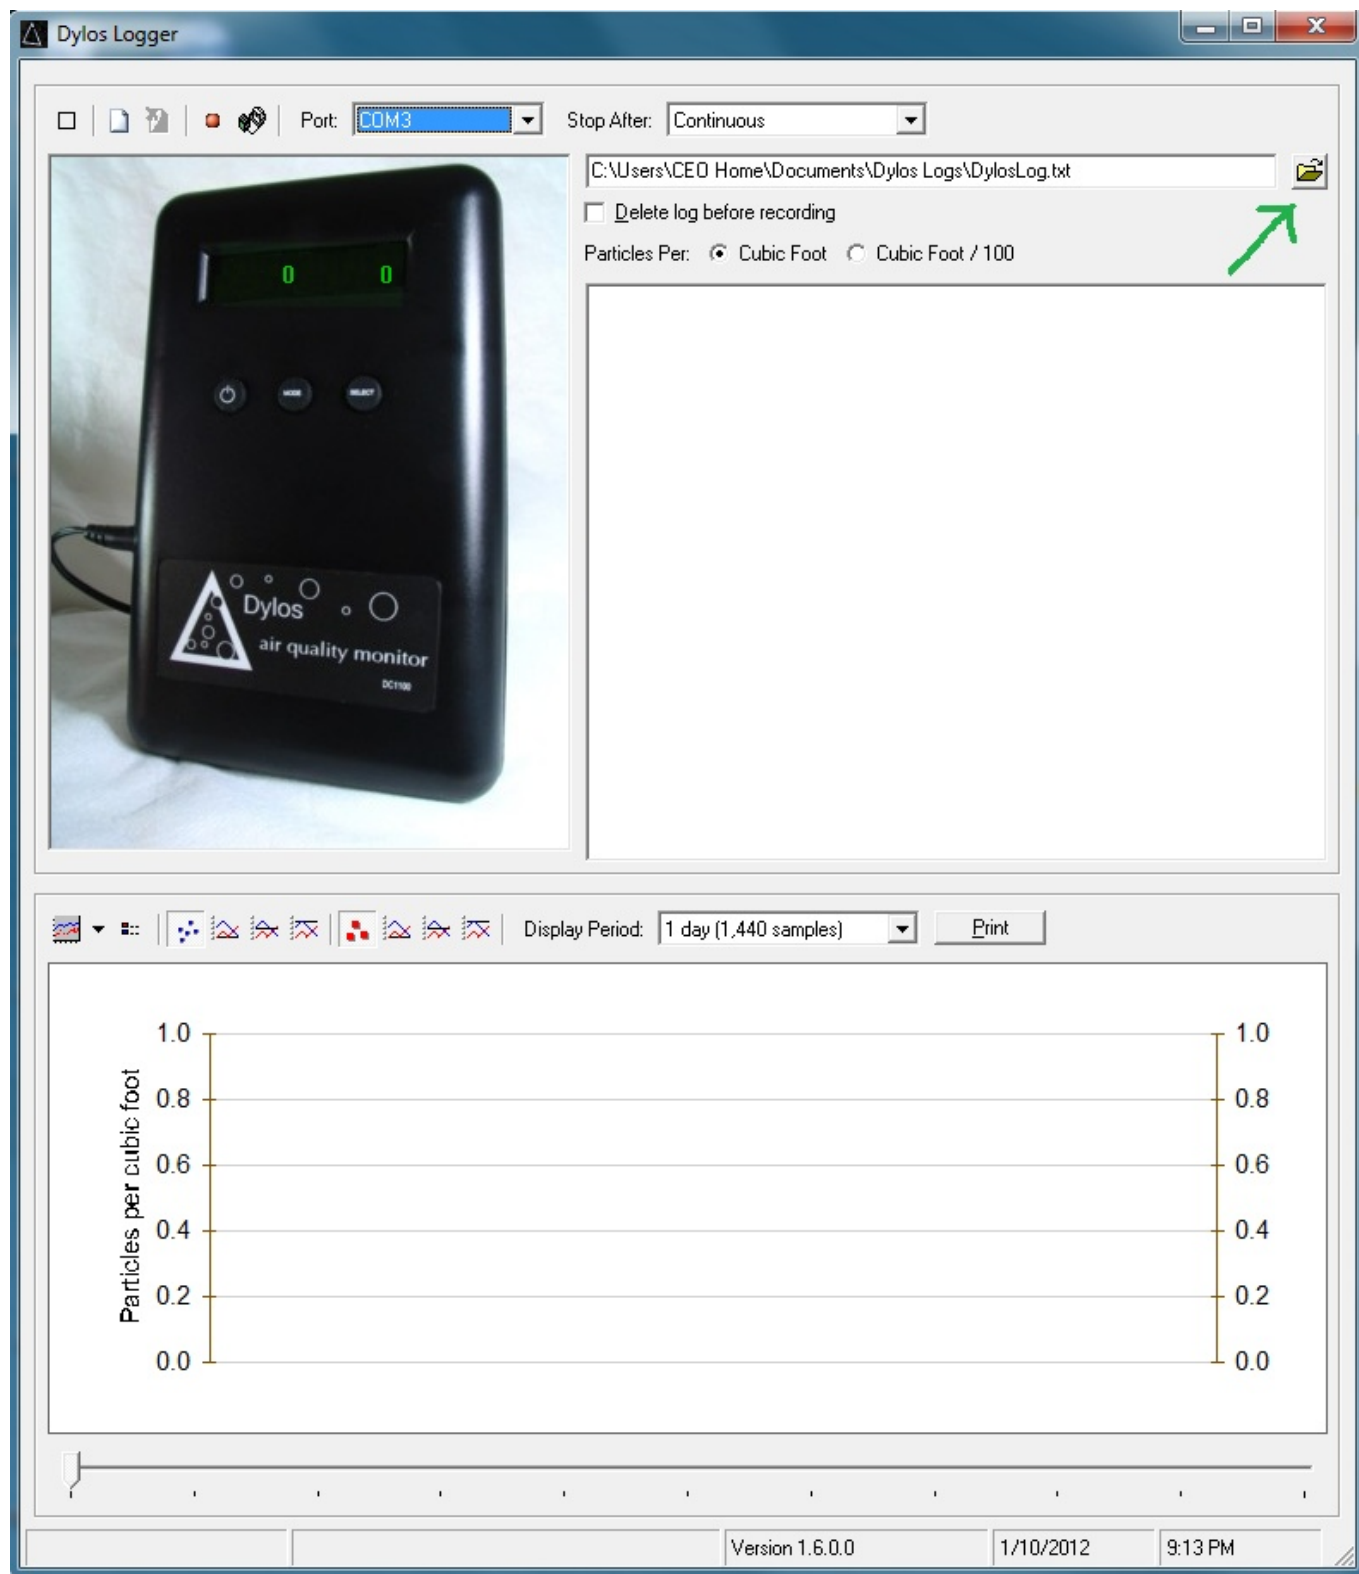 Dylos Logger
Port: COM3 Stop After: Continuous
C:\Users\CEO Home\Documents\Dylos Logs\DylosLog.txt
Delete log before recording
Particles Per: Cubic Foot Cubic Foot / 100
0 0
MODE SELECT
Dylos
air quality monitor
DC1100
Display Period: 1 day (1,440 samples) Print
Particles per cubic foot
1.0 1.0
0.8 0.8
0.6 0.6
0.4 0.4
0.2 0.2
0.0 0.0
Version 1.6.0.0 1/10/2012 9:13 PM